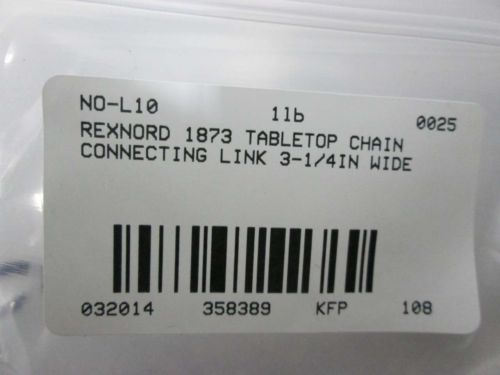 NO-L10 1lb 0025
REXNORD 1873 TABLETOP CHAIN
CONNECTING LINK 3-1/4IN WIDE
032014 358389 KFP 108